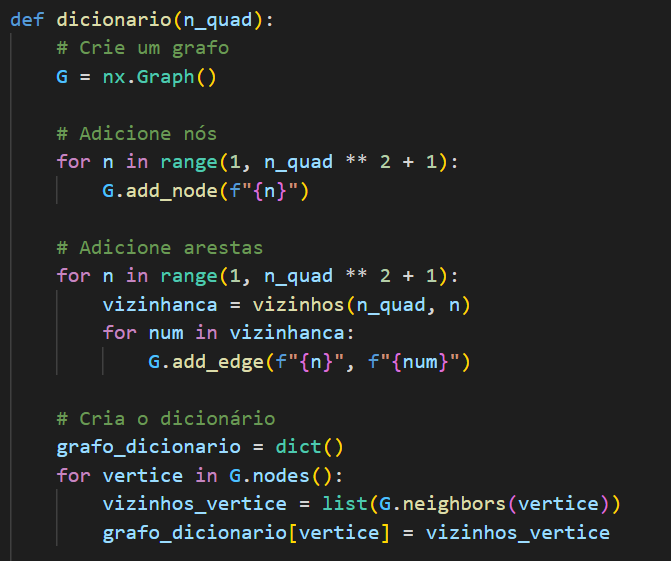 def dicionario(n_quad):
    # Crie um grafo
    G = nx.Graph()

    # Adicione nós
    for n in range(1, n_quad ** 2 + 1):
        G.add_node(f"{n}")

    # Adicione arestas
    for n in range(1, n_quad ** 2 + 1):
        vizinhanca = vizinhos(n_quad, n)
        for num in vizinhanca:
            G.add_edge(f"{n}", f"{num}")

    # Cria o dicionário
    grafo_dicionario = dict()
    for vertice in G.nodes():
        vizinhos_vertice = list(G.neighbors(vertice))
        grafo_dicionario[vertice] = vizinhos_vertice